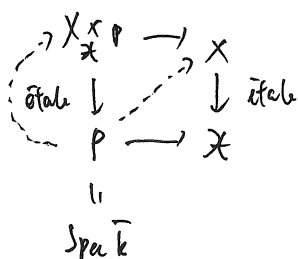 X ×_𝒳 P → X
étale ↓ ↓ étale
P → 𝒳
॥
Spec k̄